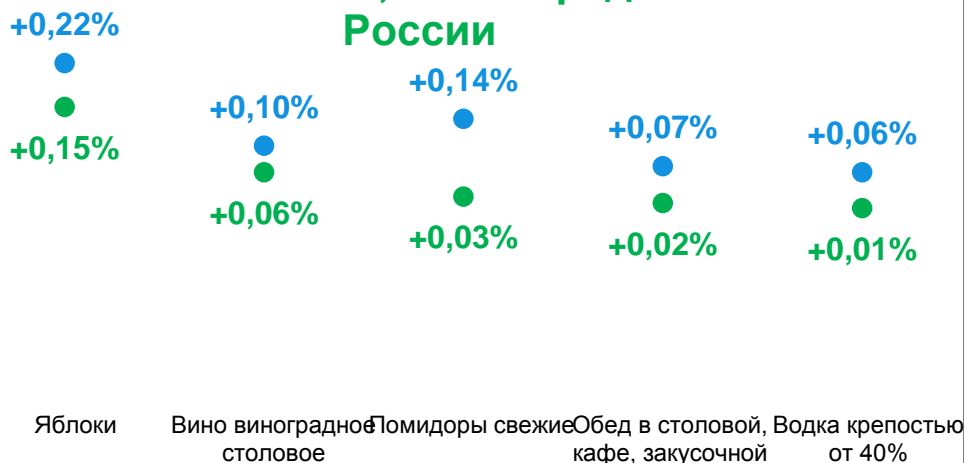 России
+0,22%
+0,15%
+0,10%
+0,06%
+0,14%
+0,03%
+0,07%
+0,02%
+0,06%
+0,01%
Яблоки
Вино виноградное
столовое
Помидоры свежие
Обед в столовой,
кафе, закусочной
Водка крепостью
от 40%